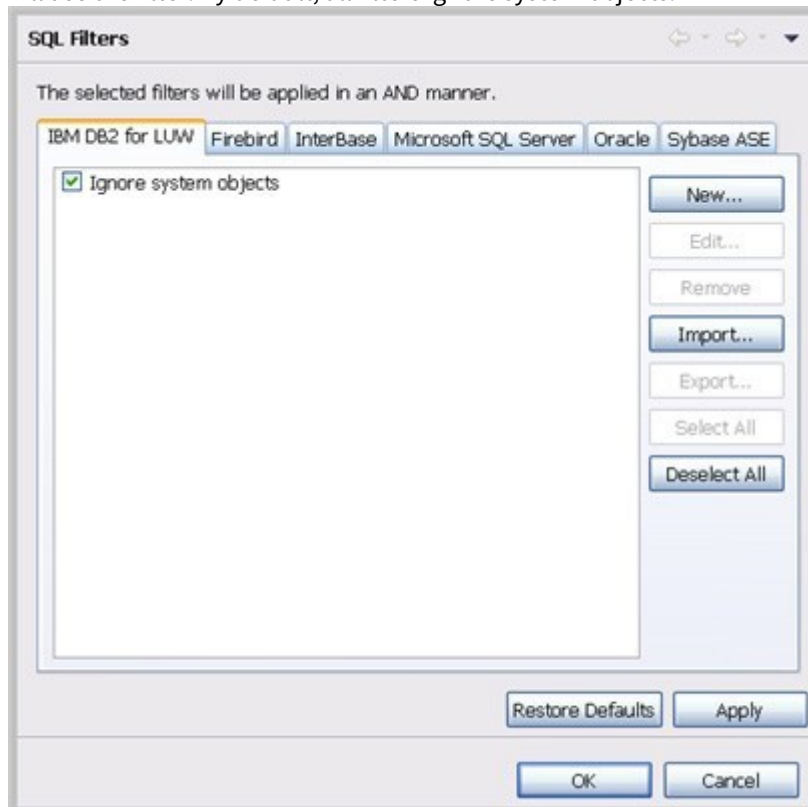 SQL Filters
The selected filters will be applied in an AND manner.
IBM DB2 for LUW Firebird InterBase Microsoft SQL Server Oracle Sybase ASE
Ignore system objects
New...
Edit...
Remove
Import...
Export...
Select All
Deselect All
Restore Defaults Apply
OK Cancel